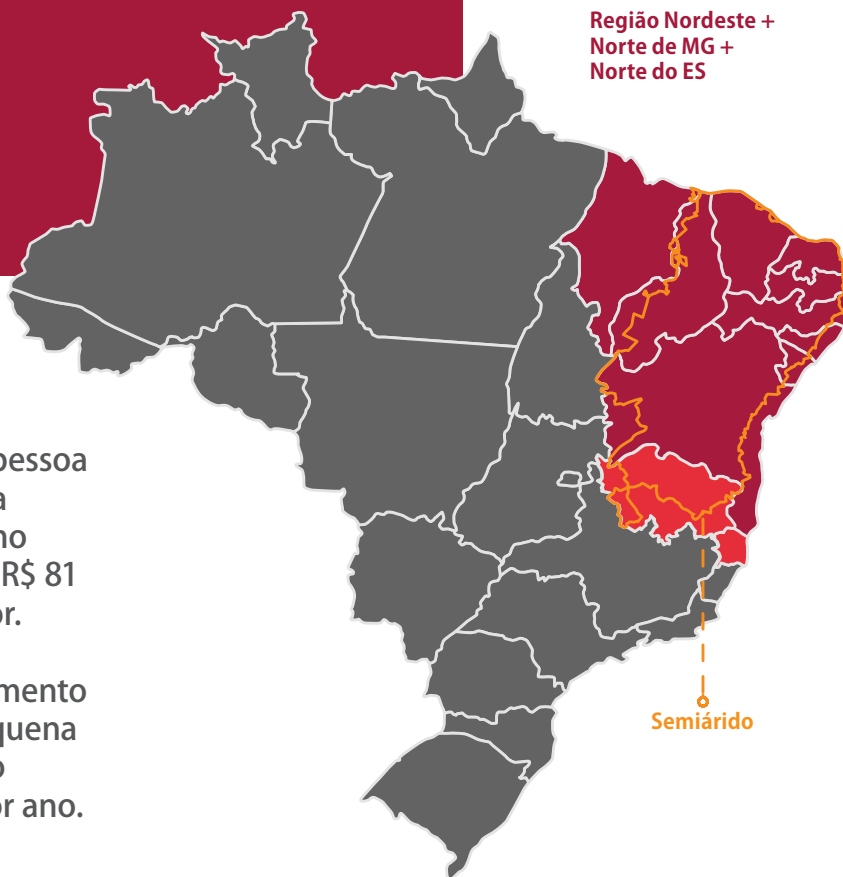 Região Nordeste +
Norte de MG +
Norte do ES
pessoa
a
no
R$ 81
or.
mento
quena
o
or ano.
Semiárido